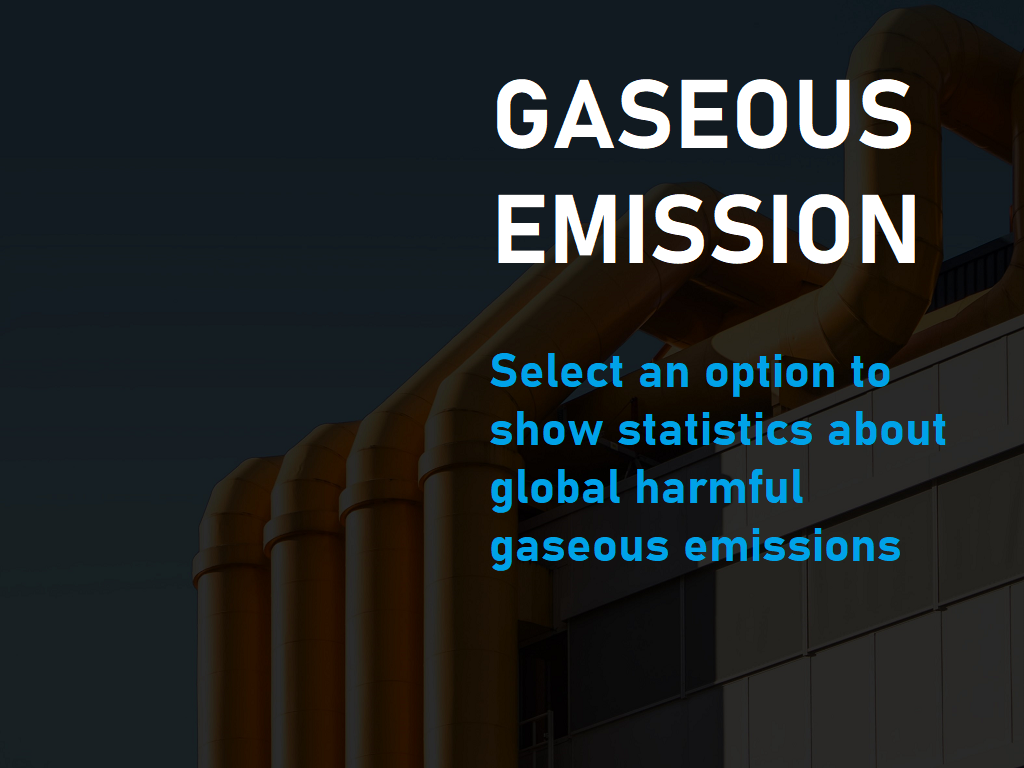 GASEOUS
EMISSION
Select an option to
show statistics about
global harmful
gaseous emissions